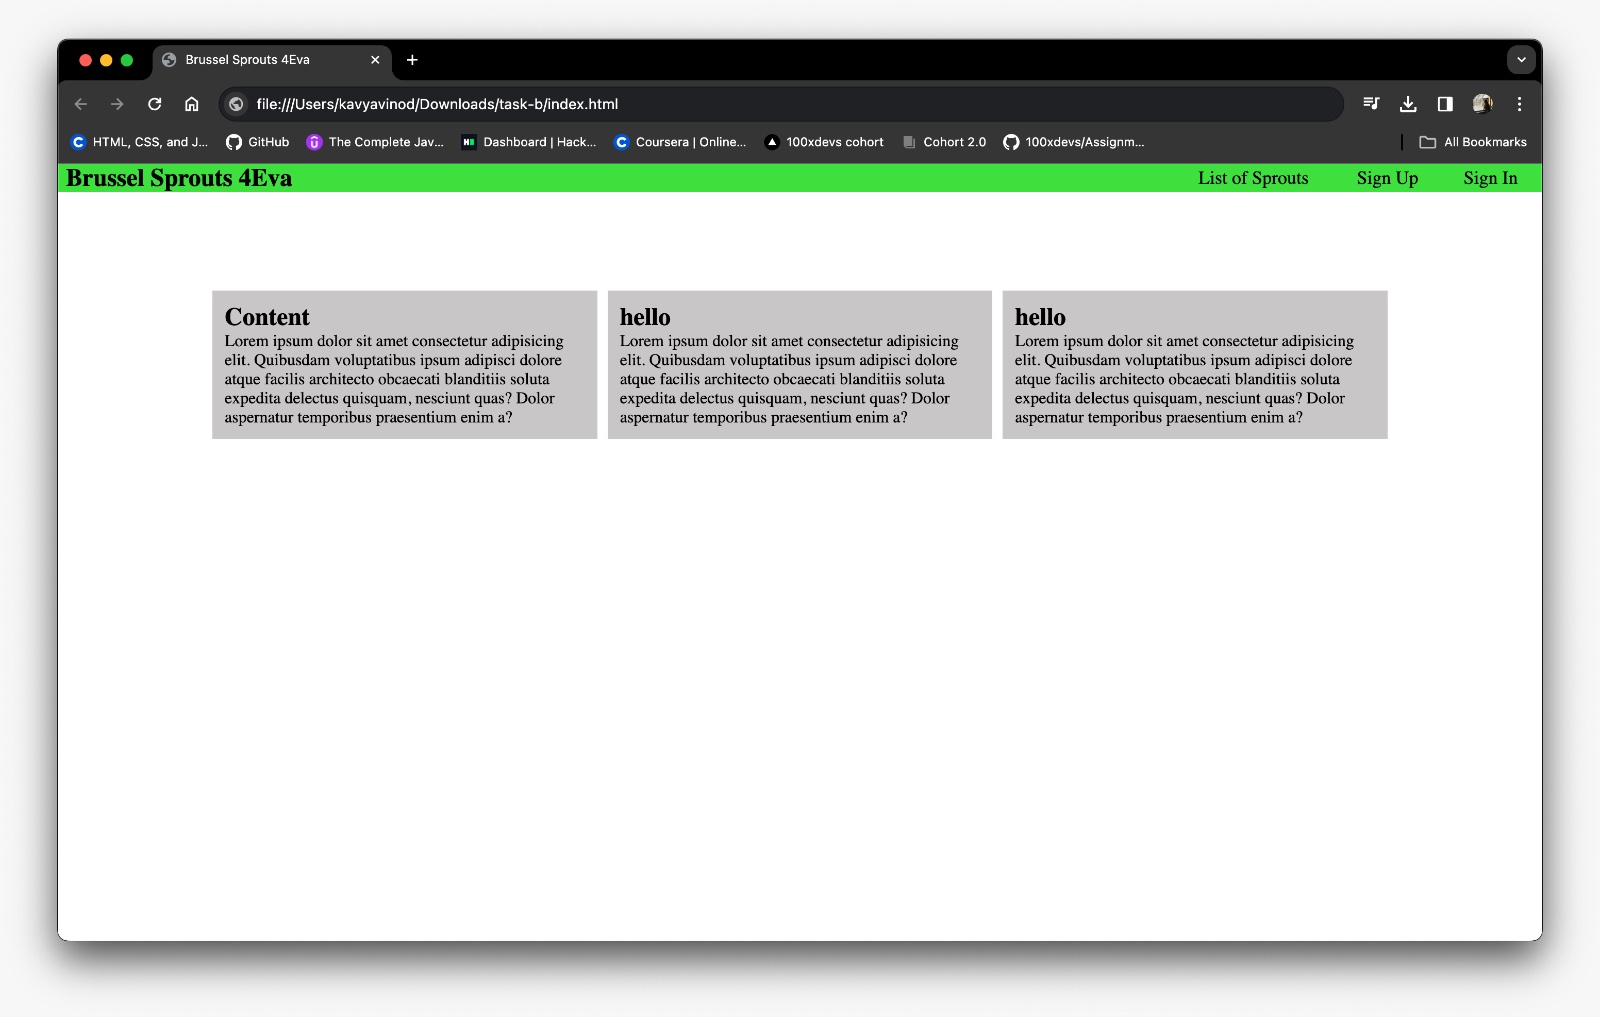 Brussel Sprouts 4Eva
file:///Users/kavyavinod/Downloads/task-b/index.html
HTML, CSS, and J... GitHub The Complete Jav... Dashboard | Hack... Coursera | Online... 100xdevs cohort Cohort 2.0 100xdevs/Assignm... All Bookmarks
Brussel Sprouts 4Eva List of Sprouts Sign Up Sign In
Content
Lorem ipsum dolor sit amet consectetur adipisicing
elit. Quibusdam voluptatibus ipsum adipisci dolore
atque facilis architecto obcaecati blanditiis soluta
expedita delectus quisquam, nesciunt quas? Dolor
aspernatur temporibus praesentium enim a?
hello
Lorem ipsum dolor sit amet consectetur adipisicing
elit. Quibusdam voluptatibus ipsum adipisci dolore
atque facilis architecto obcaecati blanditiis soluta
expedita delectus quisquam, nesciunt quas? Dolor
aspernatur temporibus praesentium enim a?
hello
Lorem ipsum dolor sit amet consectetur adipisicing
elit. Quibusdam voluptatibus ipsum adipisci dolore
atque facilis architecto obcaecati blanditiis soluta
expedita delectus quisquam, nesciunt quas? Dolor
aspernatur temporibus praesentium enim a?